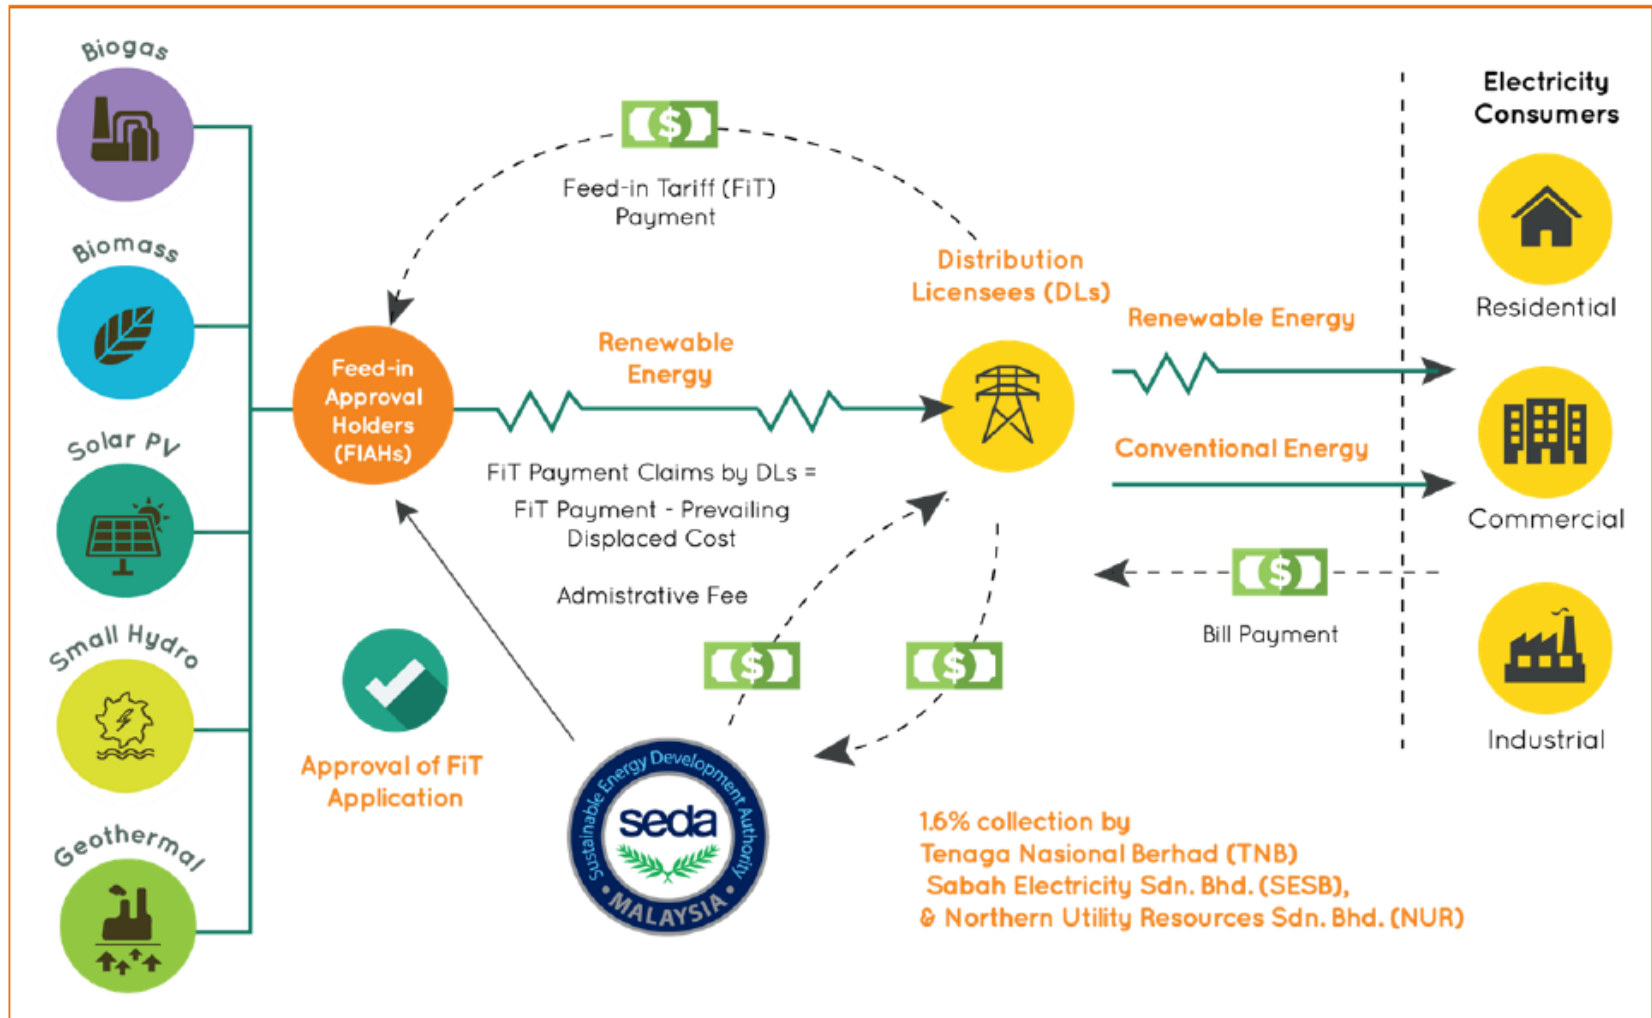 Biogas
Biomass
Solar PV
Small Hydro
Geothermal
Feed-in
Approval
Holders
(FIAHs)
Feed-in Tariff (FiT)
Payment
Renewable
Energy
FiT Payment Claims by DLs =
FiT Payment - Prevailing
Displaced Cost
Admistrative Fee
Approval of FiT
Application
Sustainable Energy Development Authority
seda
• MALAYSIA •
Distribution
Licensees (DLs)
Renewable Energy
Conventional Energy
Bill Payment
1.6% collection by
Tenaga Nasional Berhad (TNB)
Sabah Electricity Sdn. Bhd. (SESB),
& Northern Utility Resources Sdn. Bhd. (NUR)
Electricity
Consumers
Residential
Commercial
Industrial
$
$
$
$